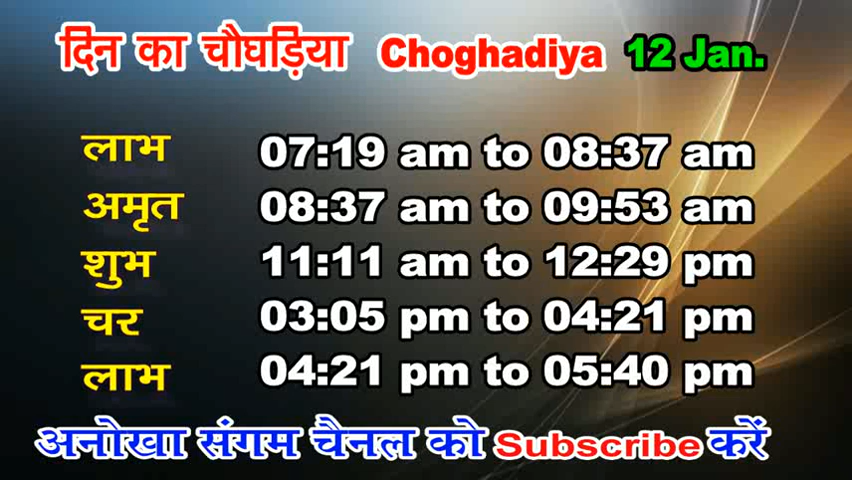 दिन का चौघड़िया Choghadiya 12 Jan.
लाभ 07:19 am to 08:37 am
अमृत 08:37 am to 09:53 am
शुभ 11:11 am to 12:29 pm
चर 03:05 pm to 04:21 pm
लाभ 04:21 pm to 05:40 pm
अनोखा संगम चैनल को Subscribe करें